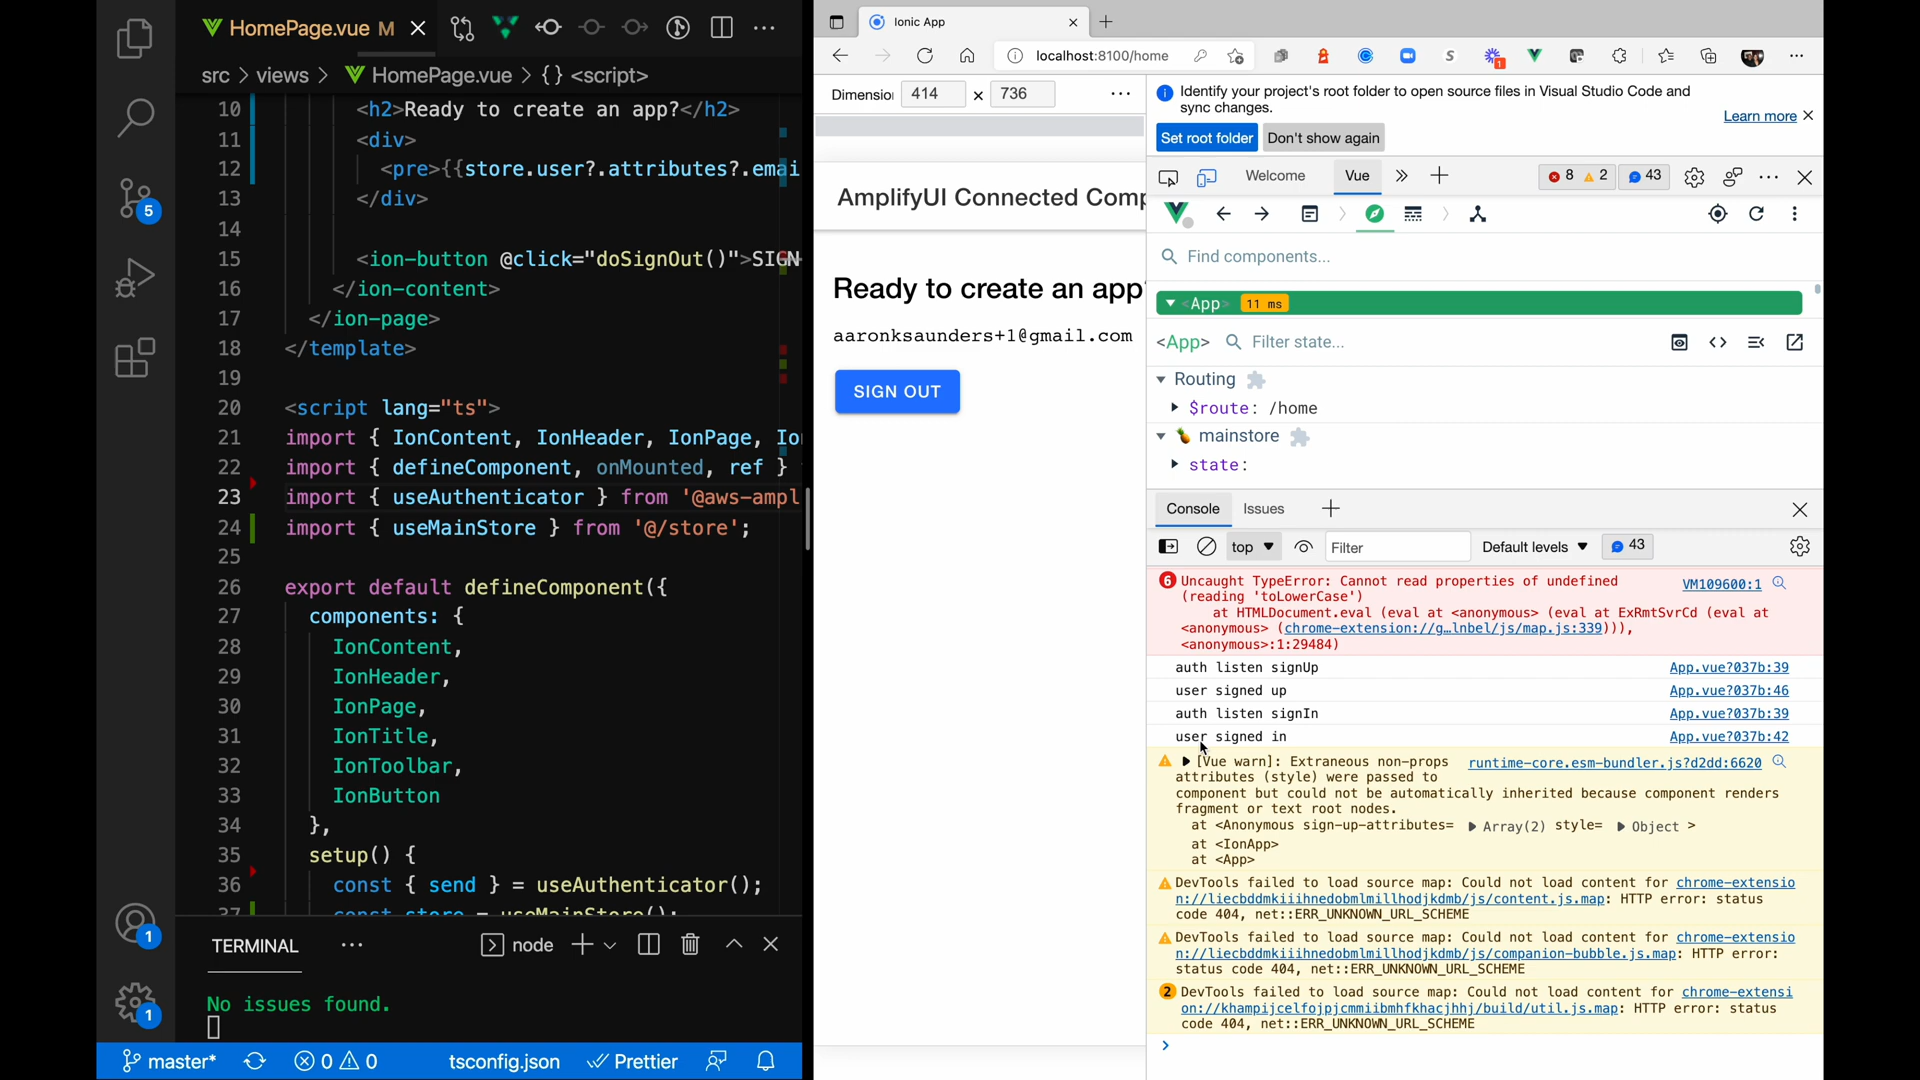 HomePage.vue M
src > views > HomePage.vue > {} <script>
10 <h2>Ready to create an app?</h2>
11 <div>
12 <pre>{{store.user?.attributes?.emai
13 </div>
14
15 <ion-button @click="doSignOut()">SIGN
16 </ion-content>
17 </ion-page>
18 </template>
19
20 <script lang="ts">
21 import { IonContent, IonHeader, IonPage, Io
22 import { defineComponent, onMounted, ref }
23 import { useAuthenticator } from '@aws-ampl
24 import { useMainStore } from '@/store';
25
26 export default defineComponent({
27 components: {
28 IonContent,
29 IonHeader,
30 IonPage,
31 IonTitle,
32 IonToolbar,
33 IonButton
34 },
35 setup() {
36 const { send } = useAuthenticator();
37 const store = useMainStore();
5
1
1
TERMINAL
node
No issues found.
master*
0 0
tsconfig.json
Prettier
Ionic App
localhost:8100/home
1
Dimensio 414 × 736
AmplifyUI Connected Comp
Ready to create an app
aaronksaunders+1@gmail.com
SIGN OUT
Identify your project's root folder to open source files in Visual Studio Code and
sync changes.
Learn more
Set root folder Don't show again
Welcome Vue 8 2 43
Find components...
<App> 11 ms
<App> Filter state...
Routing
$route: /home
mainstore
state:
Console Issues
top Filter Default levels 43
6 Uncaught TypeError: Cannot read properties of undefined VM109600:1
(reading 'toLowerCase')
at HTMLDocument.eval (eval at <anonymous> (eval at ExRmtSvrCd (eval at
<anonymous> (chrome-extension://g…lnbel/js/map.js:339))),
<anonymous>:1:29484)
auth listen signUp App.vue?037b:39
user signed up App.vue?037b:46
auth listen signIn App.vue?037b:39
user signed in App.vue?037b:42
[Vue warn]: Extraneous non-props runtime-core.esm-bundler.js?d2dd:6620
attributes (style) were passed to
component but could not be automatically inherited because component renders
fragment or text root nodes.
at <Anonymous sign-up-attributes= Array(2) style= Object >
at <IonApp>
at <App>
DevTools failed to load source map: Could not load content for chrome-extensio
n://liecbddmkiiihnedobmlmillhodjkdmb/js/content.js.map: HTTP error: status
code 404, net::ERR_UNKNOWN_URL_SCHEME
DevTools failed to load source map: Could not load content for chrome-extensio
n://liecbddmkiiihnedobmlmillhodjkdmb/js/companion-bubble.js.map: HTTP error:
status code 404, net::ERR_UNKNOWN_URL_SCHEME
2 DevTools failed to load source map: Could not load content for chrome-extensi
on://khampijcelfojpjcmmiibmhfkhacjhhj/build/util.js.map: HTTP error: status
code 404, net::ERR_UNKNOWN_URL_SCHEME